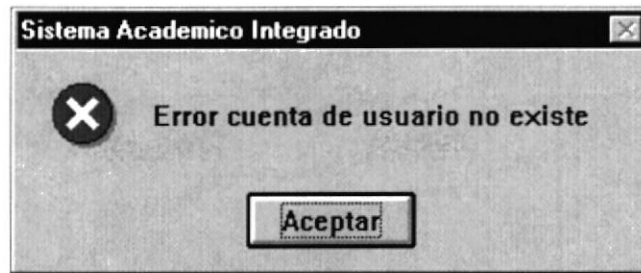 Sistema Academico Integrado
Error cuenta de usuario no existe
Aceptar